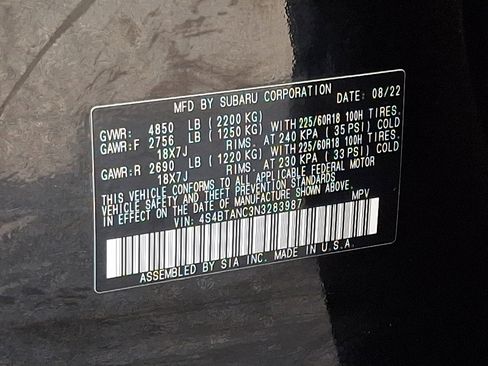 MFD BY SUBARU CORPORATION DATE: 08/22
GVWR: 4850 LB (2200 KG)
GAWR:F 2756 LB (1250 KG) WITH 225/60R18 100H TIRES.
18X7J RIMS. AT 240 KPA (35 PSI) COLD
GAWR:R 2690 LB (1220 KG) WITH 225/60R18 100H TIRES.
18X7J RIMS. AT 230 KPA (33 PSI) COLD
THIS VEHICLE CONFORMS TO ALL APPLICABLE FEDERAL MOTOR
VEHICLE SAFETY AND THEFT PREVENTION STANDARDS
IN EFFECT ON THE DATE OF MANUFACTURE SHOWN ABOVE.
VIN: 4S4BTANC3N3283987 MPV
ASSEMBLED BY SIA INC. MADE IN U.S.A.